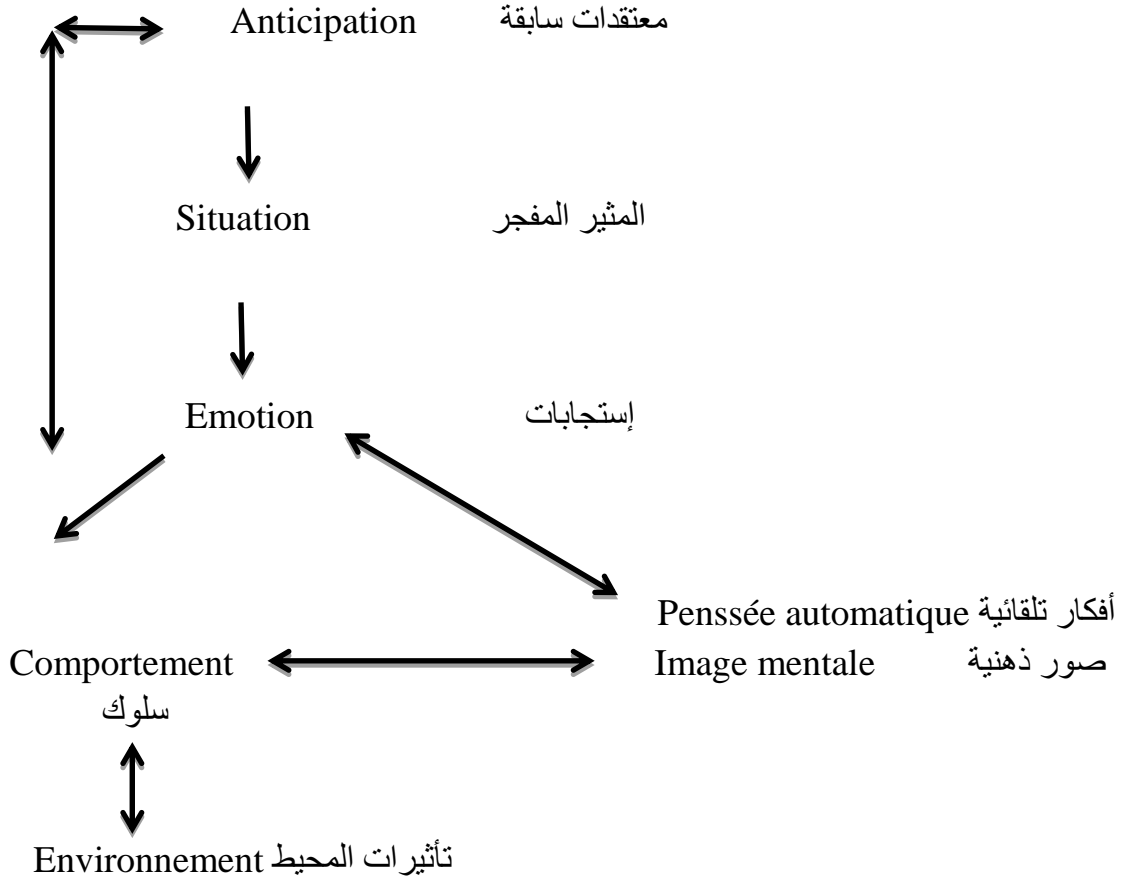 Anticipation معتقدات سابقة
Situation المثير المفجر
Emotion إستجابات
Penssée automatique أفكار تلقائية
Comportement
Image mentale صور ذهنية
سلوك
Environnement تأثيرات المحيط